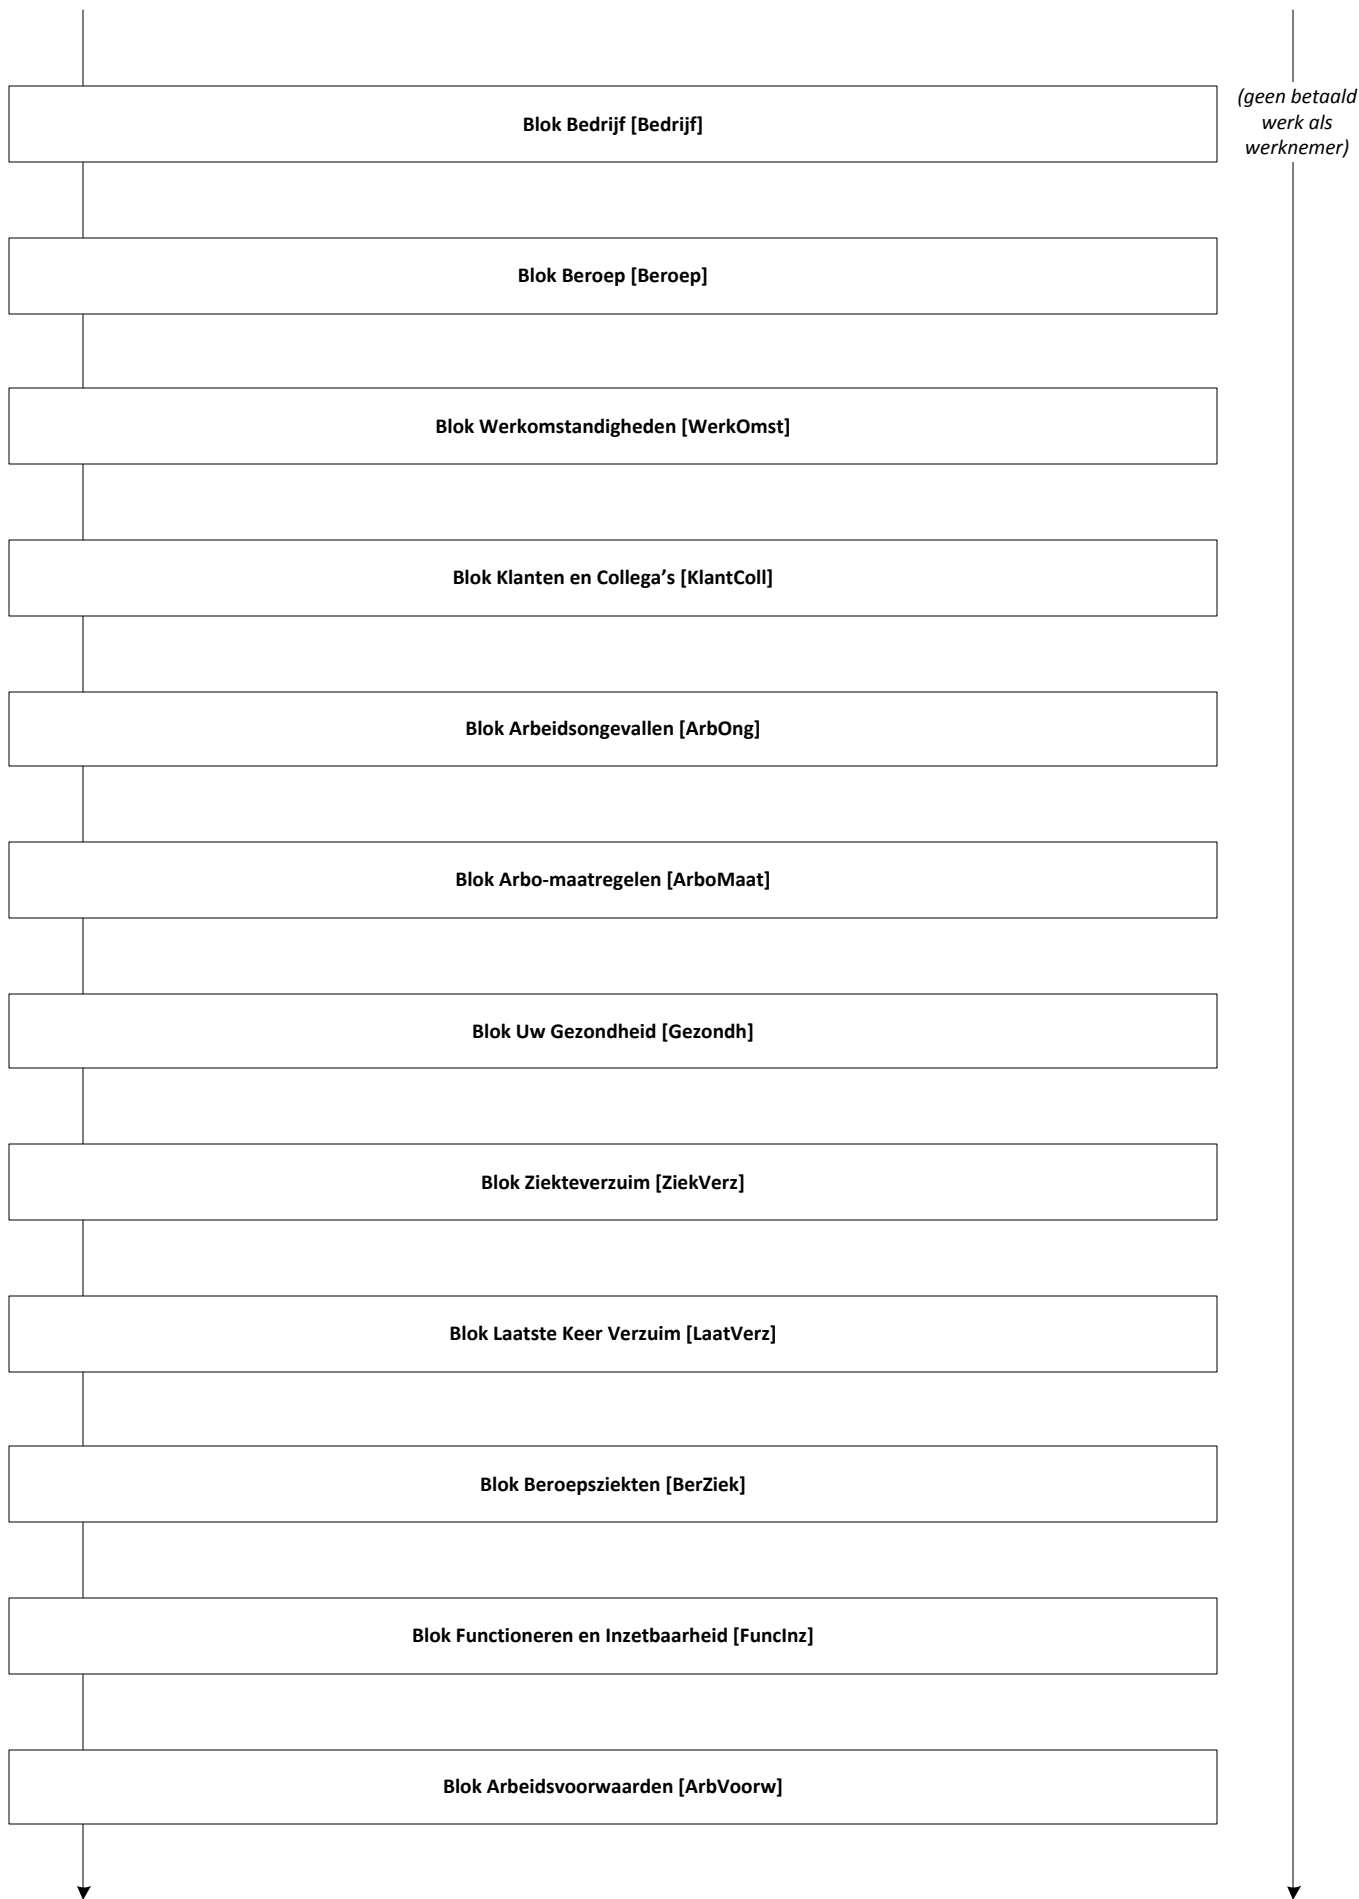 Blok Bedrijf [Bedrijf]
(geen betaald
werk als
werknemer)
Blok Beroep [Beroep]
Blok Werkomstandigheden [WerkOmst]
Blok Klanten en Collega’s [KlantColl]
Blok Arbeidsongevallen [ArbOng]
Blok Arbo-maatregelen [ArboMaat]
Blok Uw Gezondheid [Gezondh]
Blok Ziekteverzuim [ZiekVerz]
Blok Laatste Keer Verzuim [LaatVerz]
Blok Beroepsziekten [BerZiek]
Blok Functioneren en Inzetbaarheid [FuncInz]
Blok Arbeidsvoorwaarden [ArbVoorw]